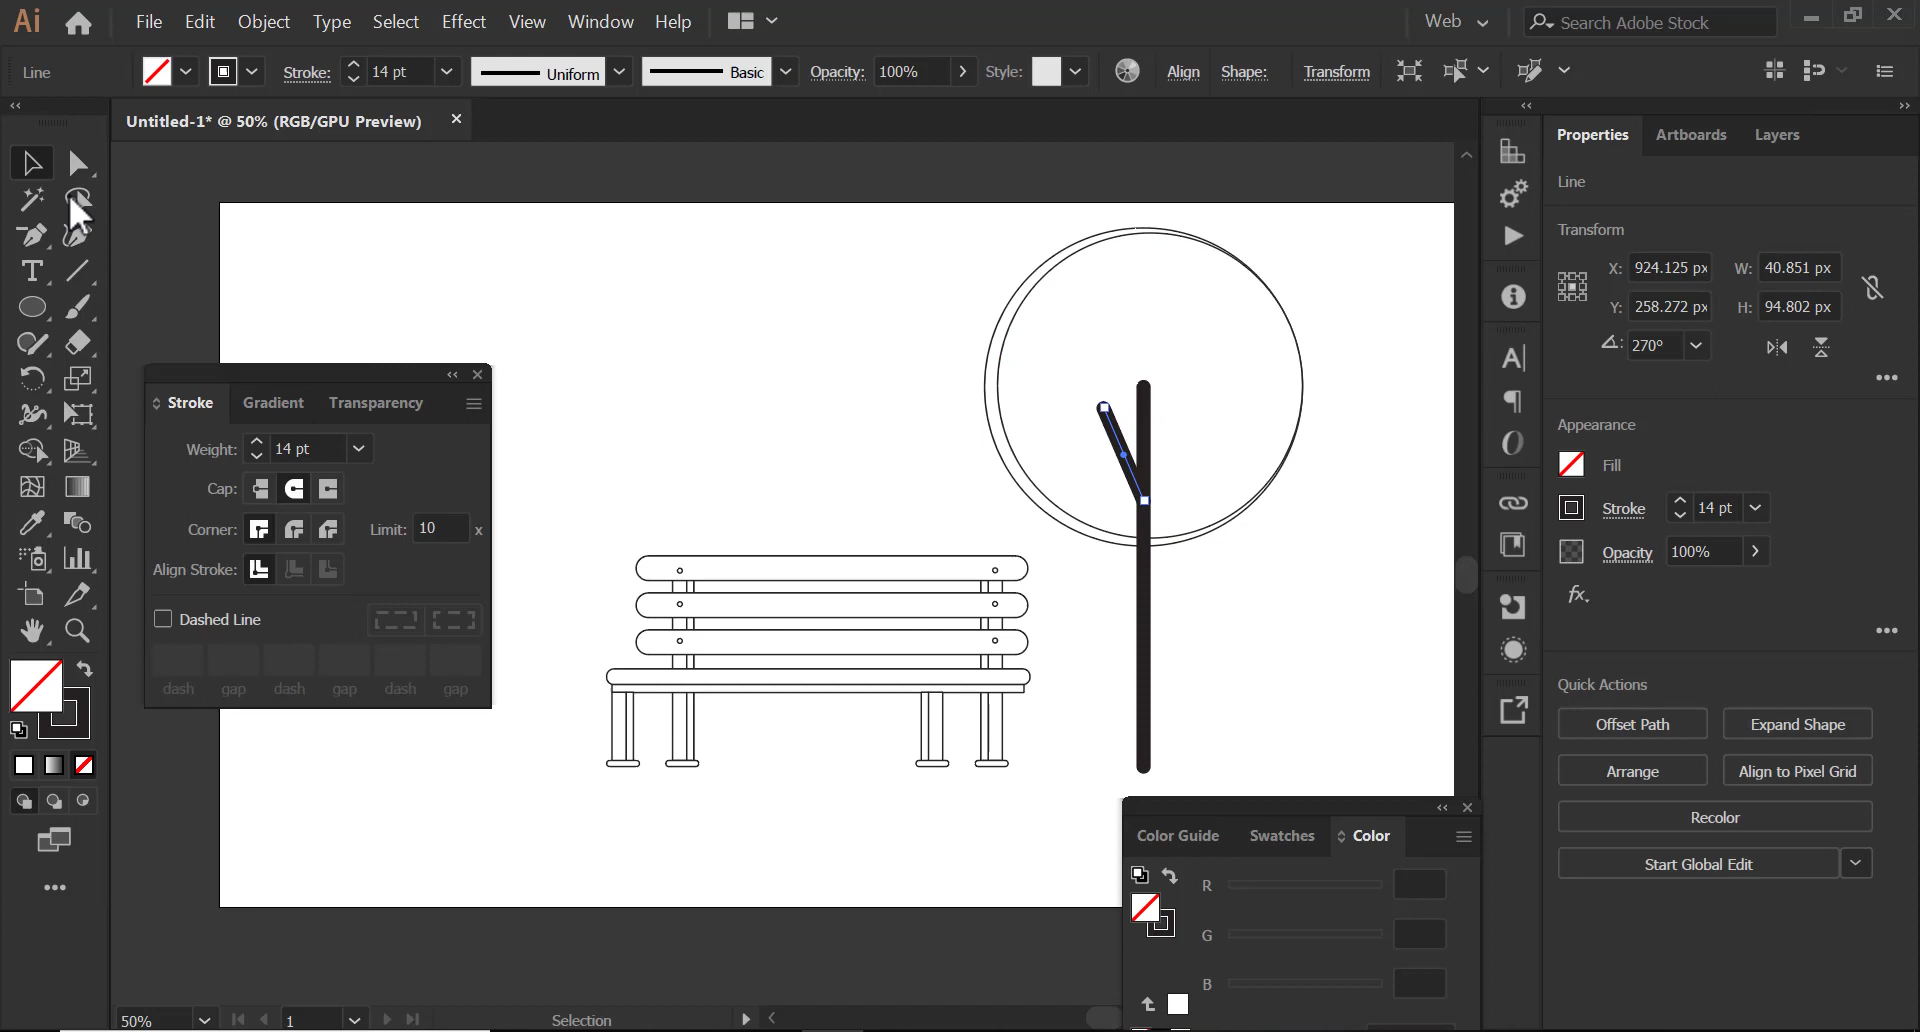 Ai File Edit Object Type Select Effect View Window Help Web Search Adobe Stock
Line Stroke: 14 pt Uniform Basic Opacity: 100% Style: Align Shape: Transform
Untitled-1* @ 50% (RGB/GPU Preview)
Properties Artboards Layers
Line
Transform
X: 924.125 px W: 40.851 px
Y: 258.272 px H: 94.802 px
270°
Stroke Gradient Transparency
Weight: 14 pt
Cap:
Corner: Limit: 10 x
Align Stroke:
Dashed Line
dash gap dash gap dash gap
Appearance
Fill
Stroke 14 pt
Opacity 100%
fx.
Quick Actions
Offset Path Expand Shape
Arrange Align to Pixel Grid
Recolor
Start Global Edit
Color Guide Swatches Color
R
G
B
50% 1 Selection